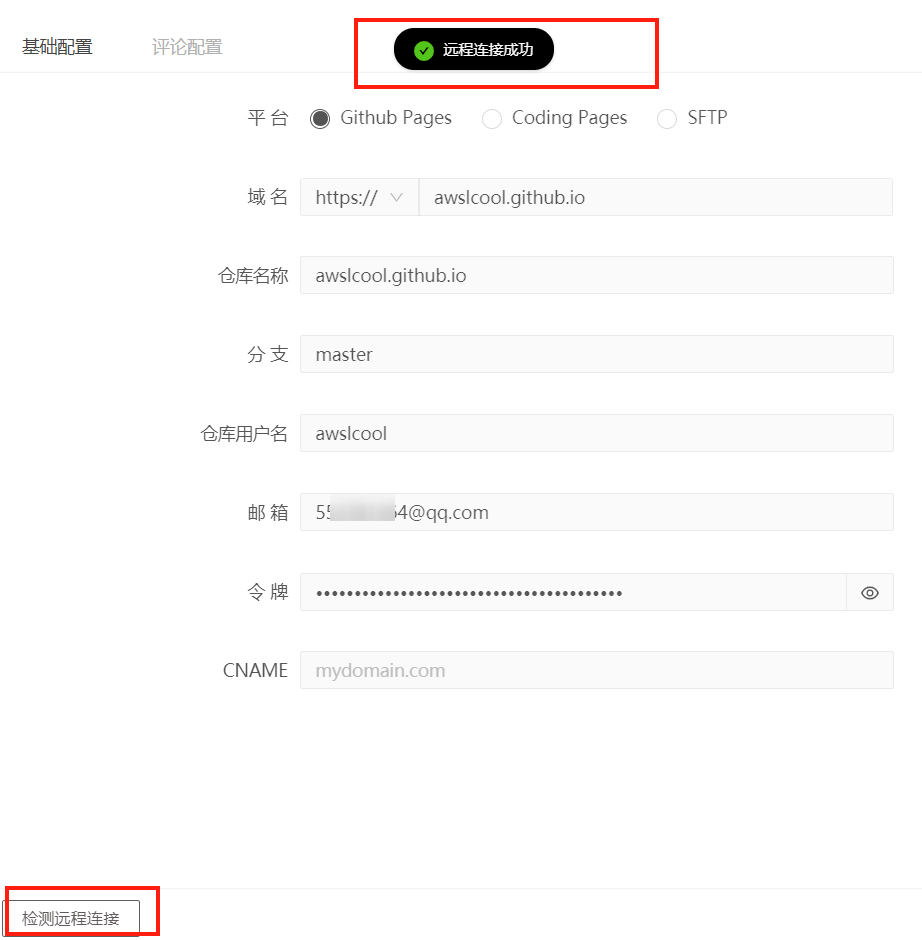 基础配置 评论配置 远程连接成功
平台 Github Pages Coding Pages SFTP
域名 https:// awslcool.github.io
仓库名称 awslcool.github.io
分支 master
仓库用户名 awslcool
邮箱 55 64@qq.com
令牌 ••••••••••••••••••••••••••••••••••••••••
CNAME mydomain.com
检测远程连接